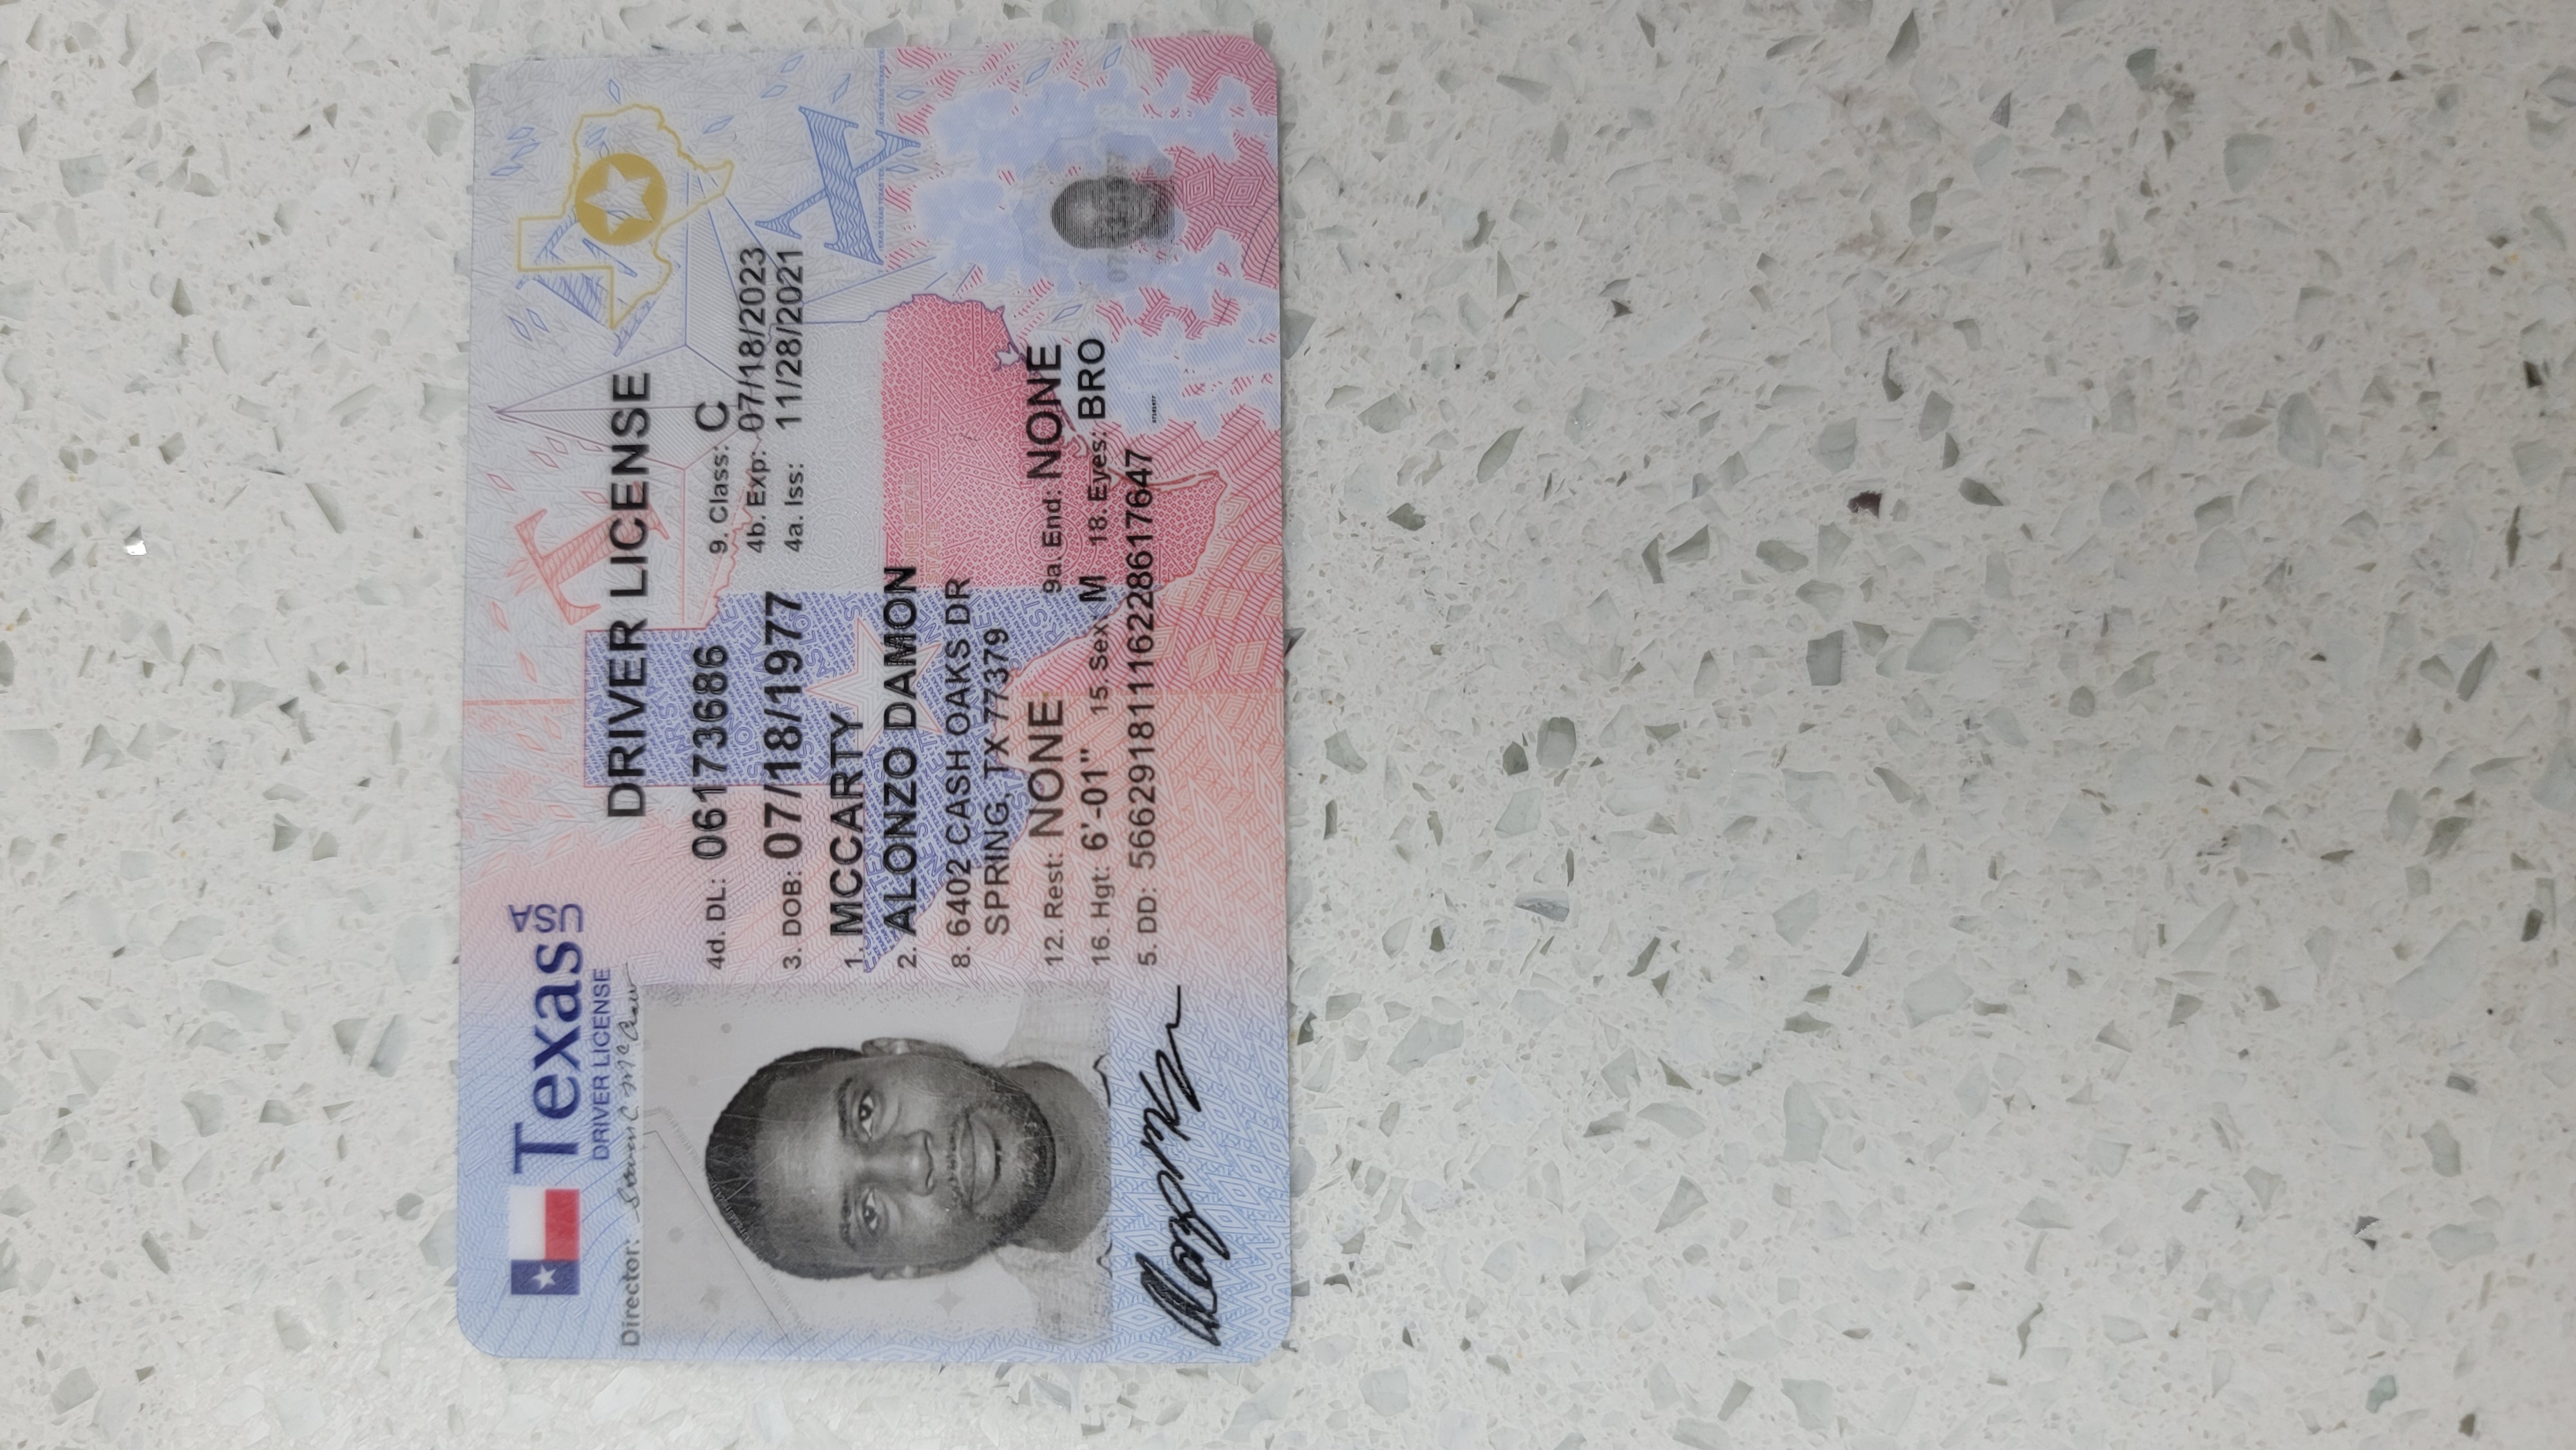 Texas USA
DRIVER LICENSE
Director: Steven C. McCraw
DRIVER LICENSE
4d. DL: 06173686
9. Class: C
4b. Exp: 07/18/2023
3. DOB: 07/18/1977
4a. Iss: 11/28/2021
1. MCCARTY
2. ALONZO DAMON
8. 6402 CASH OAKS DR
SPRING, TX 77379
12. Rest: NONE
9a. End: NONE
16. Hgt: 6'-01" 15. Sex: M 18. Eyes: BRO
5. DD: 56629181116228617647